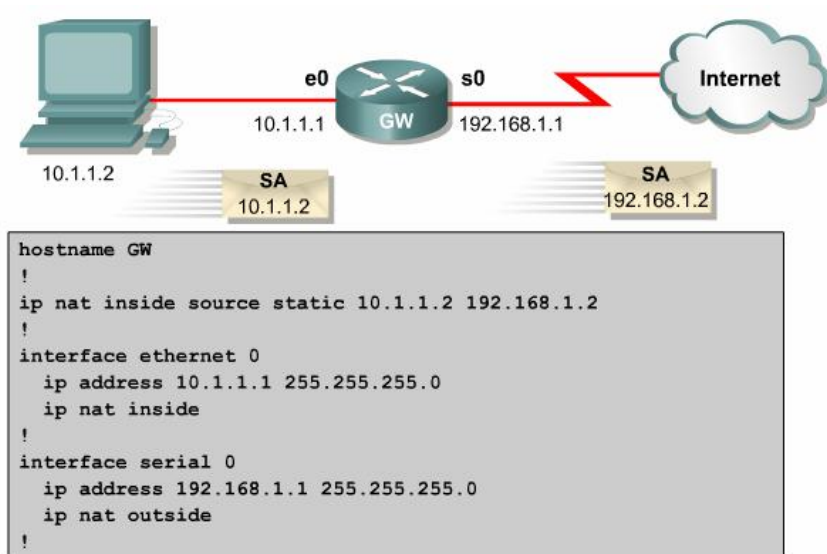 e0
s0
Internet
10.1.1.1
GW
192.168.1.1
10.1.1.2
SA
10.1.1.2
SA
192.168.1.2
hostname GW
!
ip nat inside source static 10.1.1.2 192.168.1.2
!
interface ethernet 0
ip address 10.1.1.1 255.255.255.0
ip nat inside
!
interface serial 0
ip address 192.168.1.1 255.255.255.0
ip nat outside
!